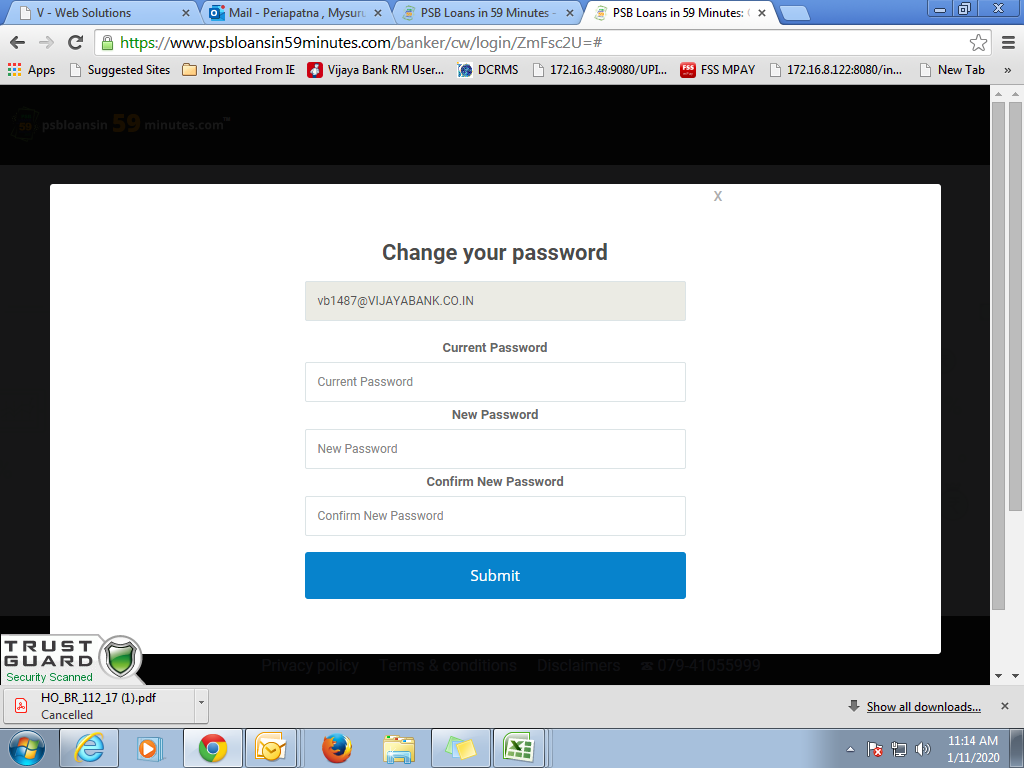 V - Web Solutions
Mail - Periapatna , Mysuru
PSB Loans in 59 Minutes -
PSB Loans in 59 Minutes:
https://www.psbloansin59minutes.com/banker/cw/login/ZmFsc2U=#
Apps
Suggested Sites
Imported From IE
Vijaya Bank RM User...
DCRMS
172.16.3.48:9080/UPI...
FSS MPAY
172.16.8.122:8080/in...
New Tab
»
psbloansin 59 minutes.com
X
Change your password
vb1487@VIJAYABANK.CO.IN
Current Password
Current Password
New Password
New Password
Confirm New Password
Confirm New Password
Submit
TRUST
GUARD
Security Scanned
Privacy policy Terms & conditions Disclaimers ☎ 079-41055999
HO_BR_112_17 (1).pdf
Cancelled
Show all downloads...
11:14 AM
1/11/2020